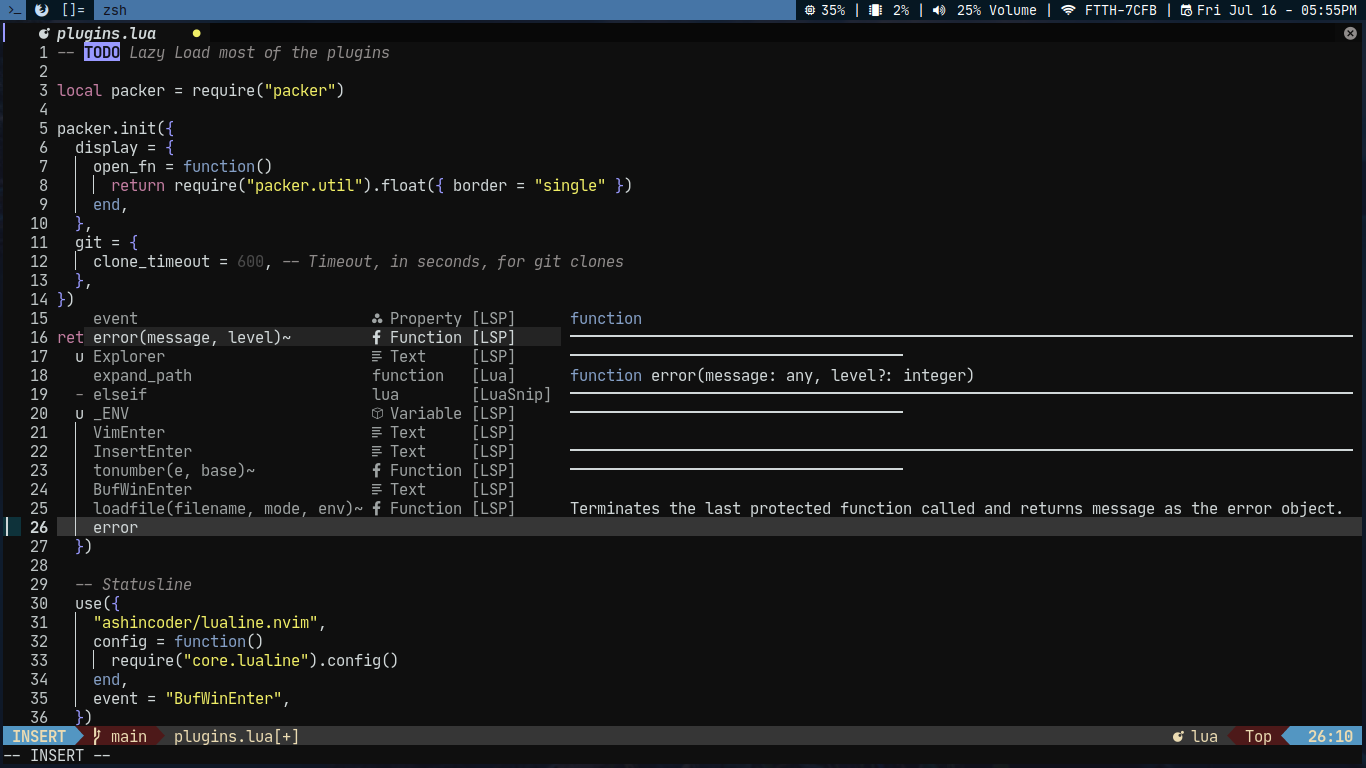 >_ []= zsh 35% | 2% | 25% Volume | FTTH-7CFB | Fri Jul 16 - 05:55PM
plugins.lua
1 -- TODO Lazy Load most of the plugins
2
3 local packer = require("packer")
4
5 packer.init({
6 display = {
7 open_fn = function()
8 return require("packer.util").float({ border = "single" })
9 end,
10 },
11 git = {
12 clone_timeout = 600, -- Timeout, in seconds, for git clones
13 },
14 })
15 event Property [LSP] function
16 ret error(message, level)~ Function [LSP]
17 U Explorer Text [LSP]
18 expand_path function [Lua] function error(message: any, level?: integer)
19 - elseif lua [LuaSnip]
20 U _ENV Variable [LSP]
21 VimEnter Text [LSP]
22 InsertEnter Text [LSP]
23 tonumber(e, base)~ Function [LSP]
24 BufWinEnter Text [LSP]
25 loadfile(filename, mode, env)~ Function [LSP] Terminates the last protected function called and returns message as the error object.
26 error
27 })
28
29 -- Statusline
30 use({
31 "ashincoder/lualine.nvim",
32 config = function()
33 require("core.lualine").config()
34 end,
35 event = "BufWinEnter",
36 })
INSERT main plugins.lua[+] lua Top 26:10
-- INSERT --